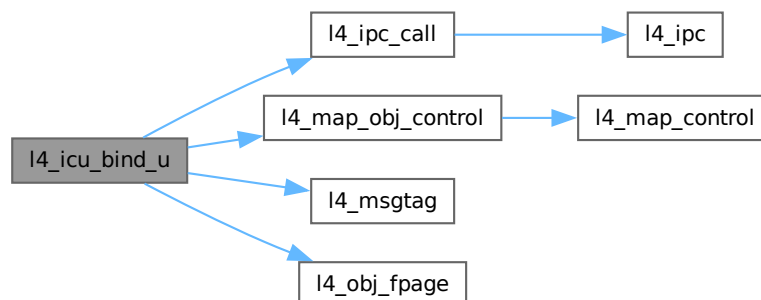 l4_ipc_call
l4_ipc
l4_map_obj_control
l4_map_control
l4_icu_bind_u
l4_msgtag
l4_obj_fpage